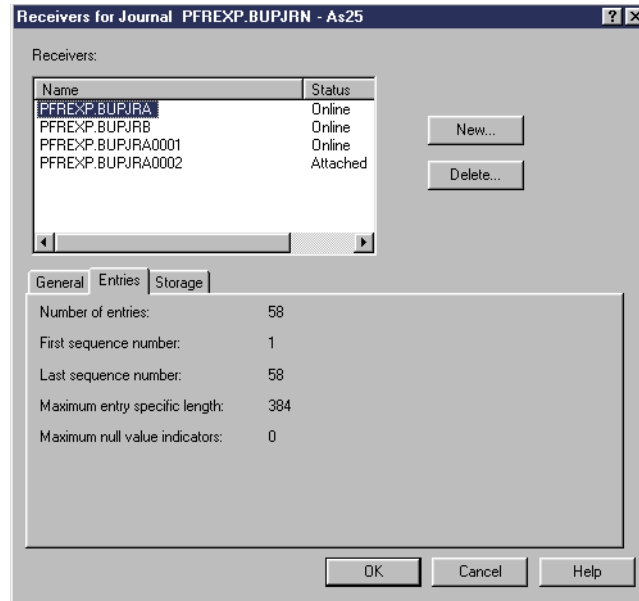 Receivers for Journal PFREXP.BUPJRN - As25
Receivers:
Name Status
PFREXP.BUPJRA Online
PFREXP.BUPJRB Online
PFREXP.BUPJRA0001 Online
PFREXP.BUPJRA0002 Attached
New...
Delete...
General Entries Storage
Number of entries: 58
First sequence number: 1
Last sequence number: 58
Maximum entry specific length: 384
Maximum null value indicators: 0
OK Cancel Help